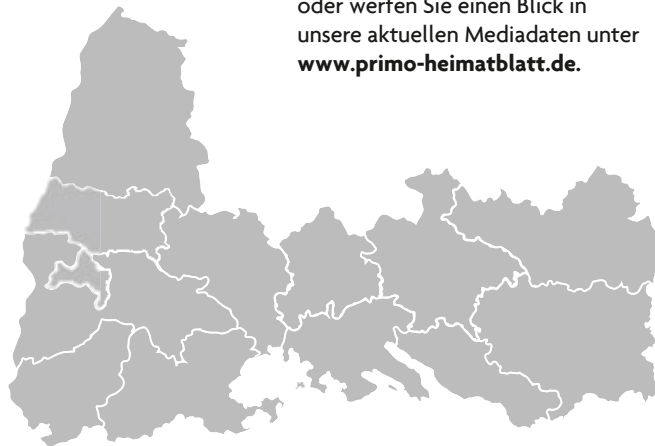 oder werfen Sie einen Blick in
unsere aktuellen Mediadaten unter
www.primo-heimatblatt.de.